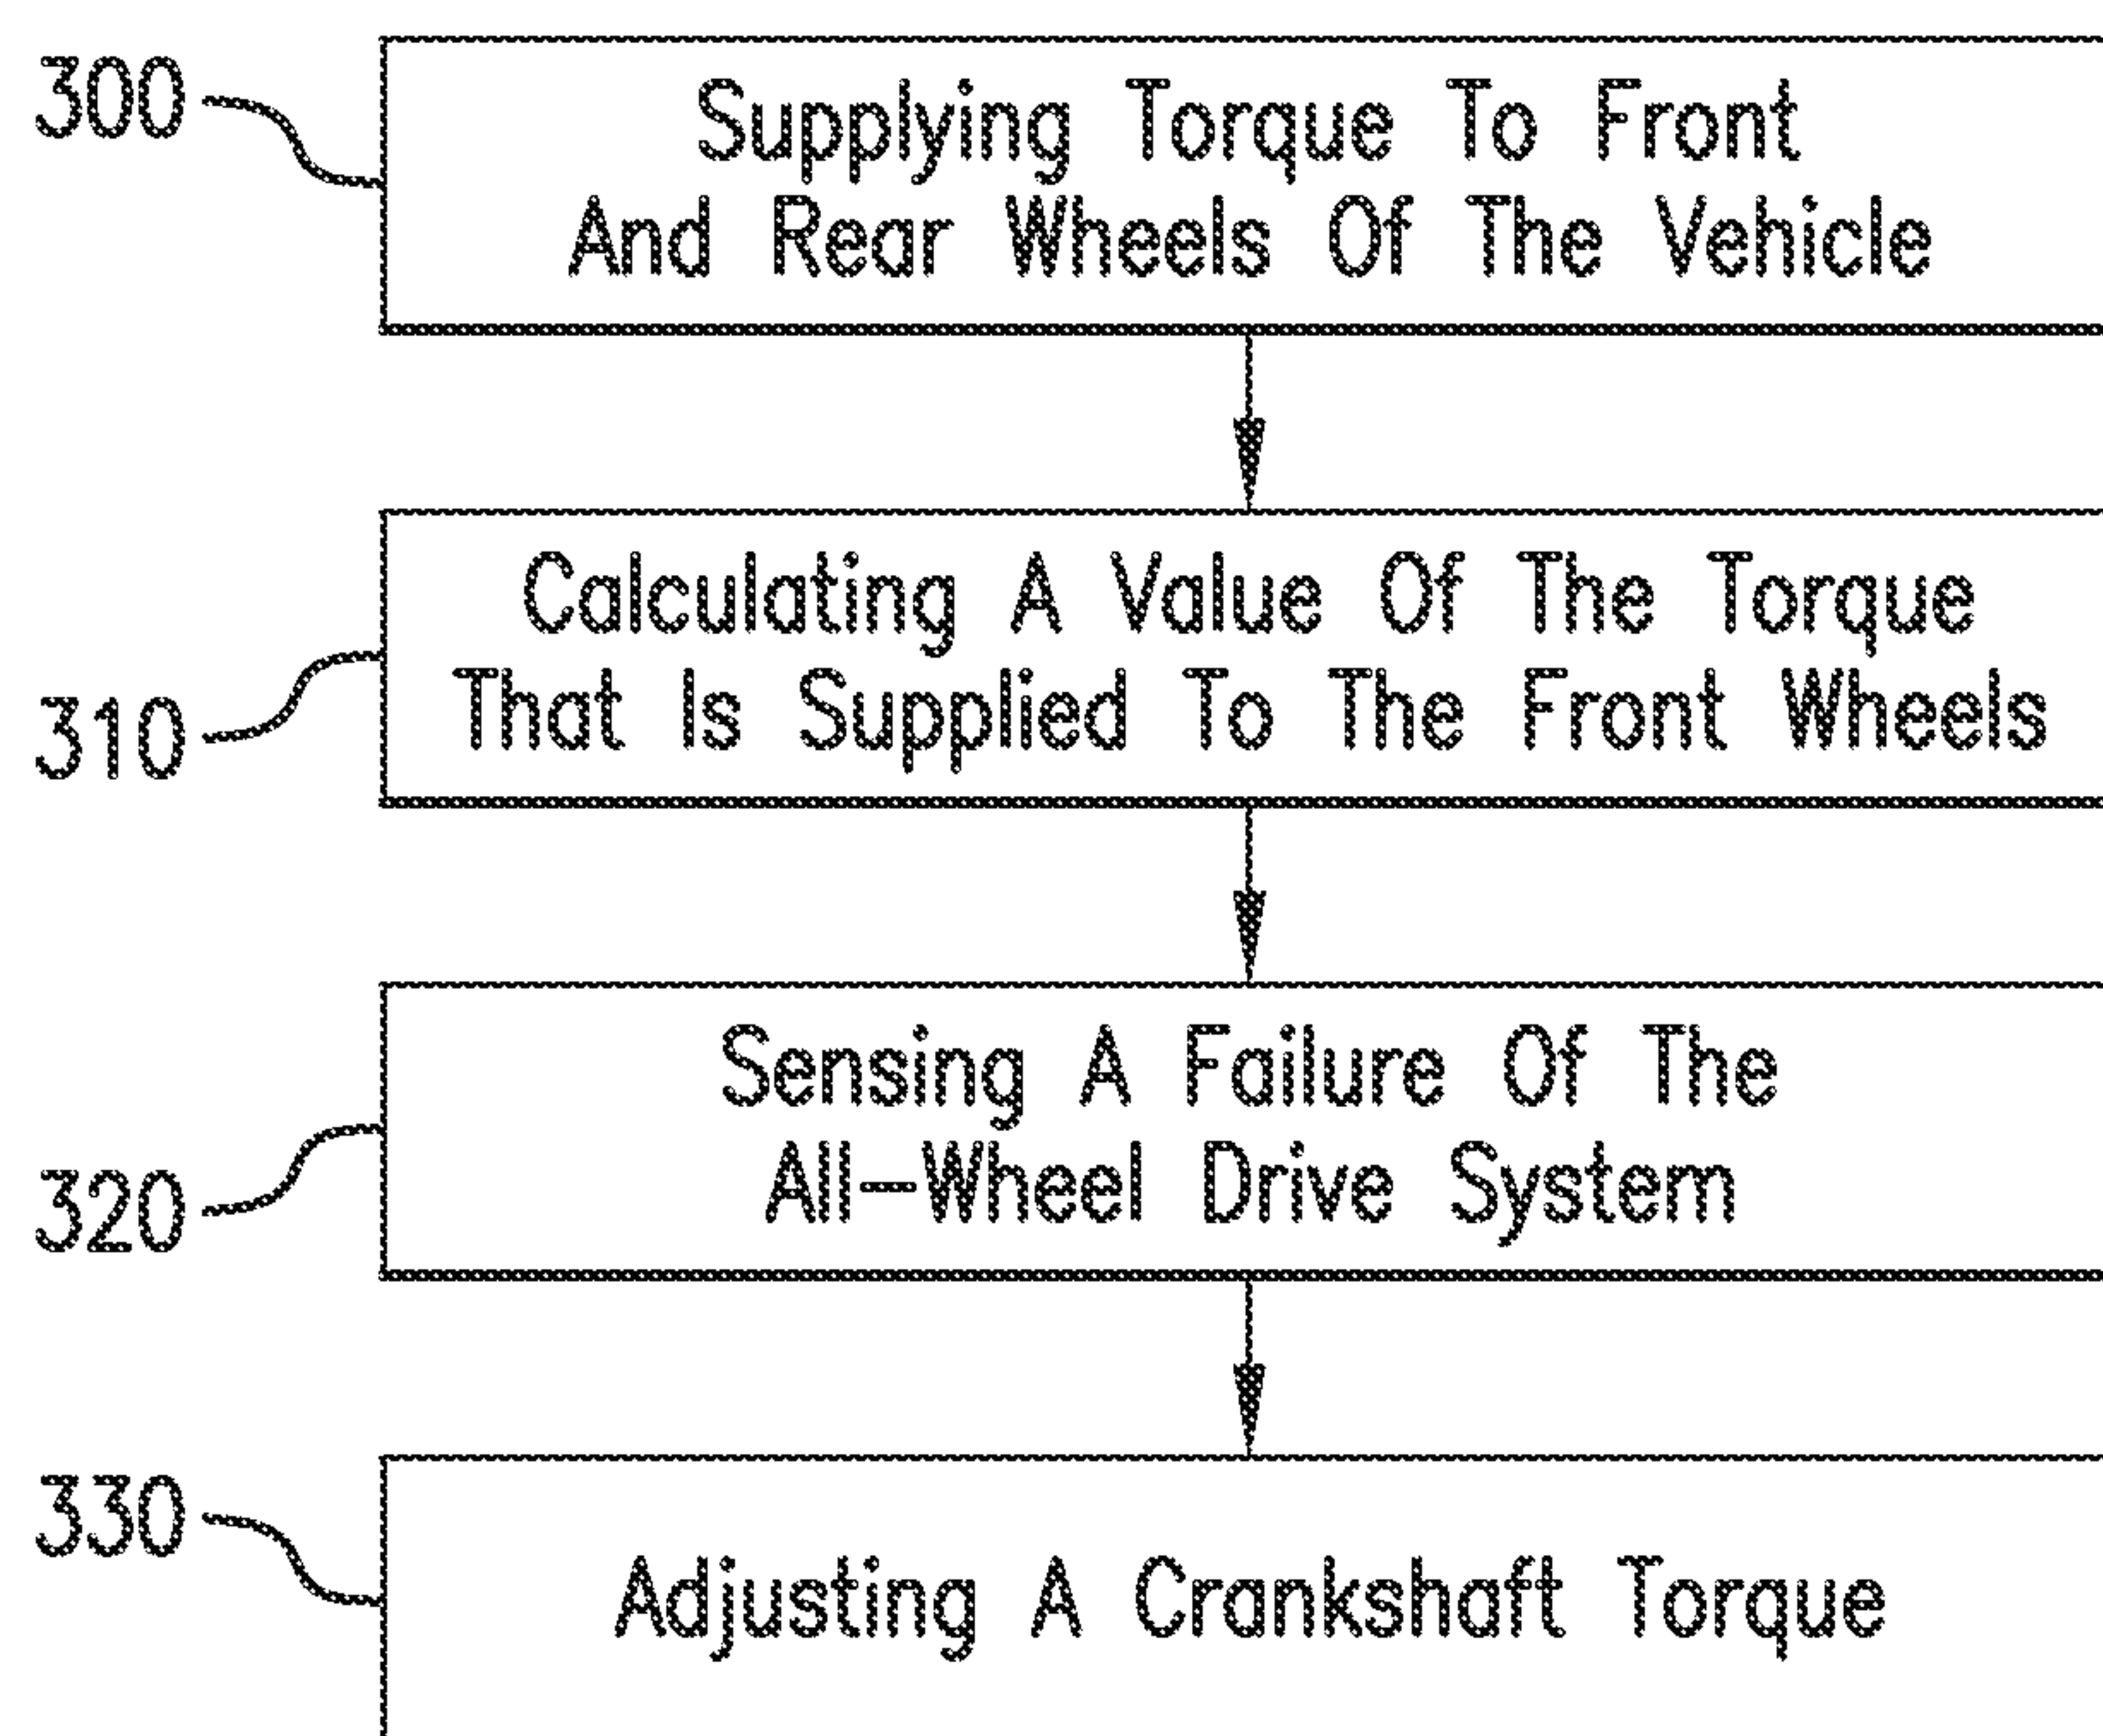 300
Supplying Torque To Front
And Rear Wheels Of The Vehicle
310
Calculating A Value Of The Torque
That Is Supplied To The Front Wheels
320
Sensing A Failure Of The
All-Wheel Drive System
330
Adjusting A Crankshaft Torque